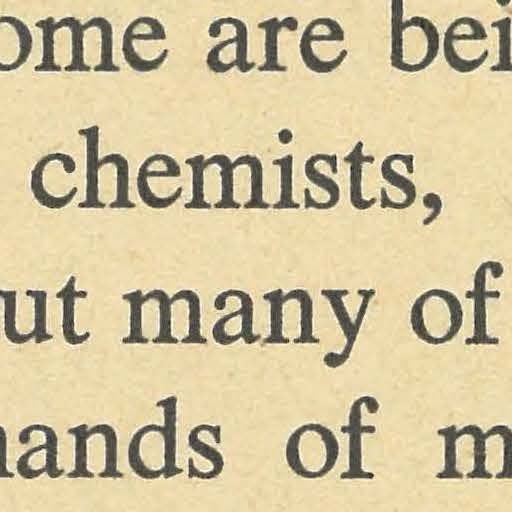 ome are bei
chemists,
ut many of
hands of m